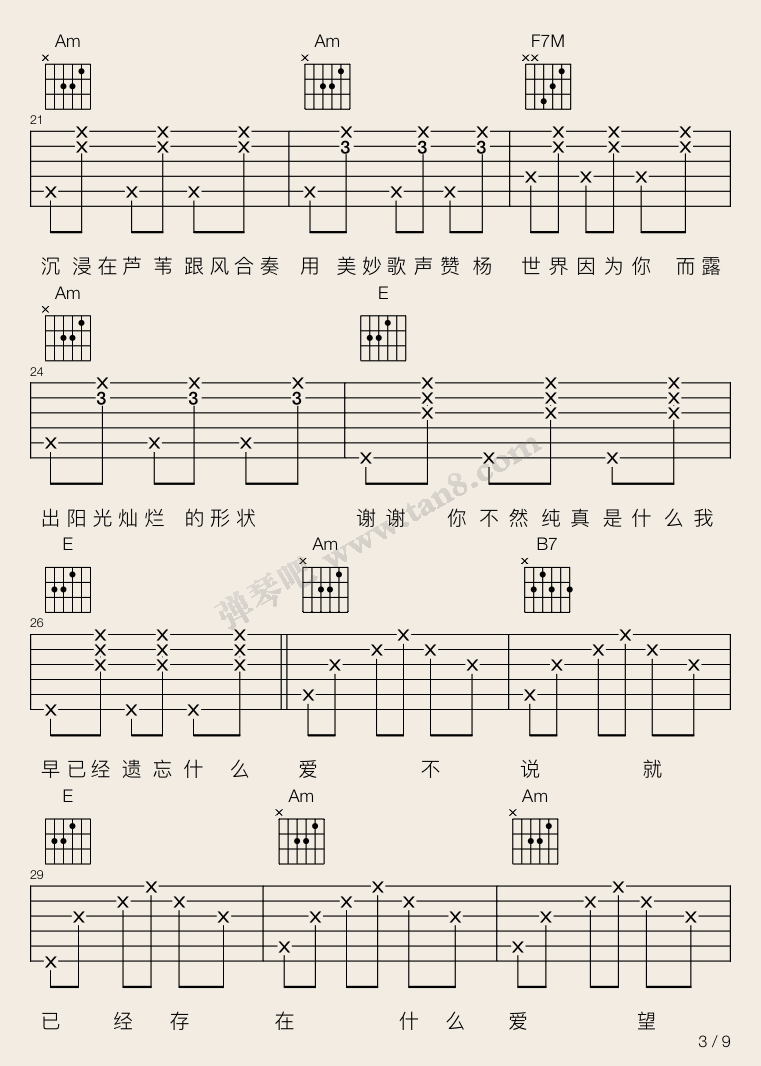 Am Am F7M
21
沉浸在芦苇跟风合奏 用美妙歌声赞杨 世界因为你 而露
Am E
24
3 3 3
出阳光灿烂 的形状 谢谢 你不然纯真是什么我
E Am B7
26
早已经遗忘什么 爱 不 说 就
E Am Am
29
已 经 存 在 什 么 爱 望
弹琴吧 www.tan8.com
3 / 9